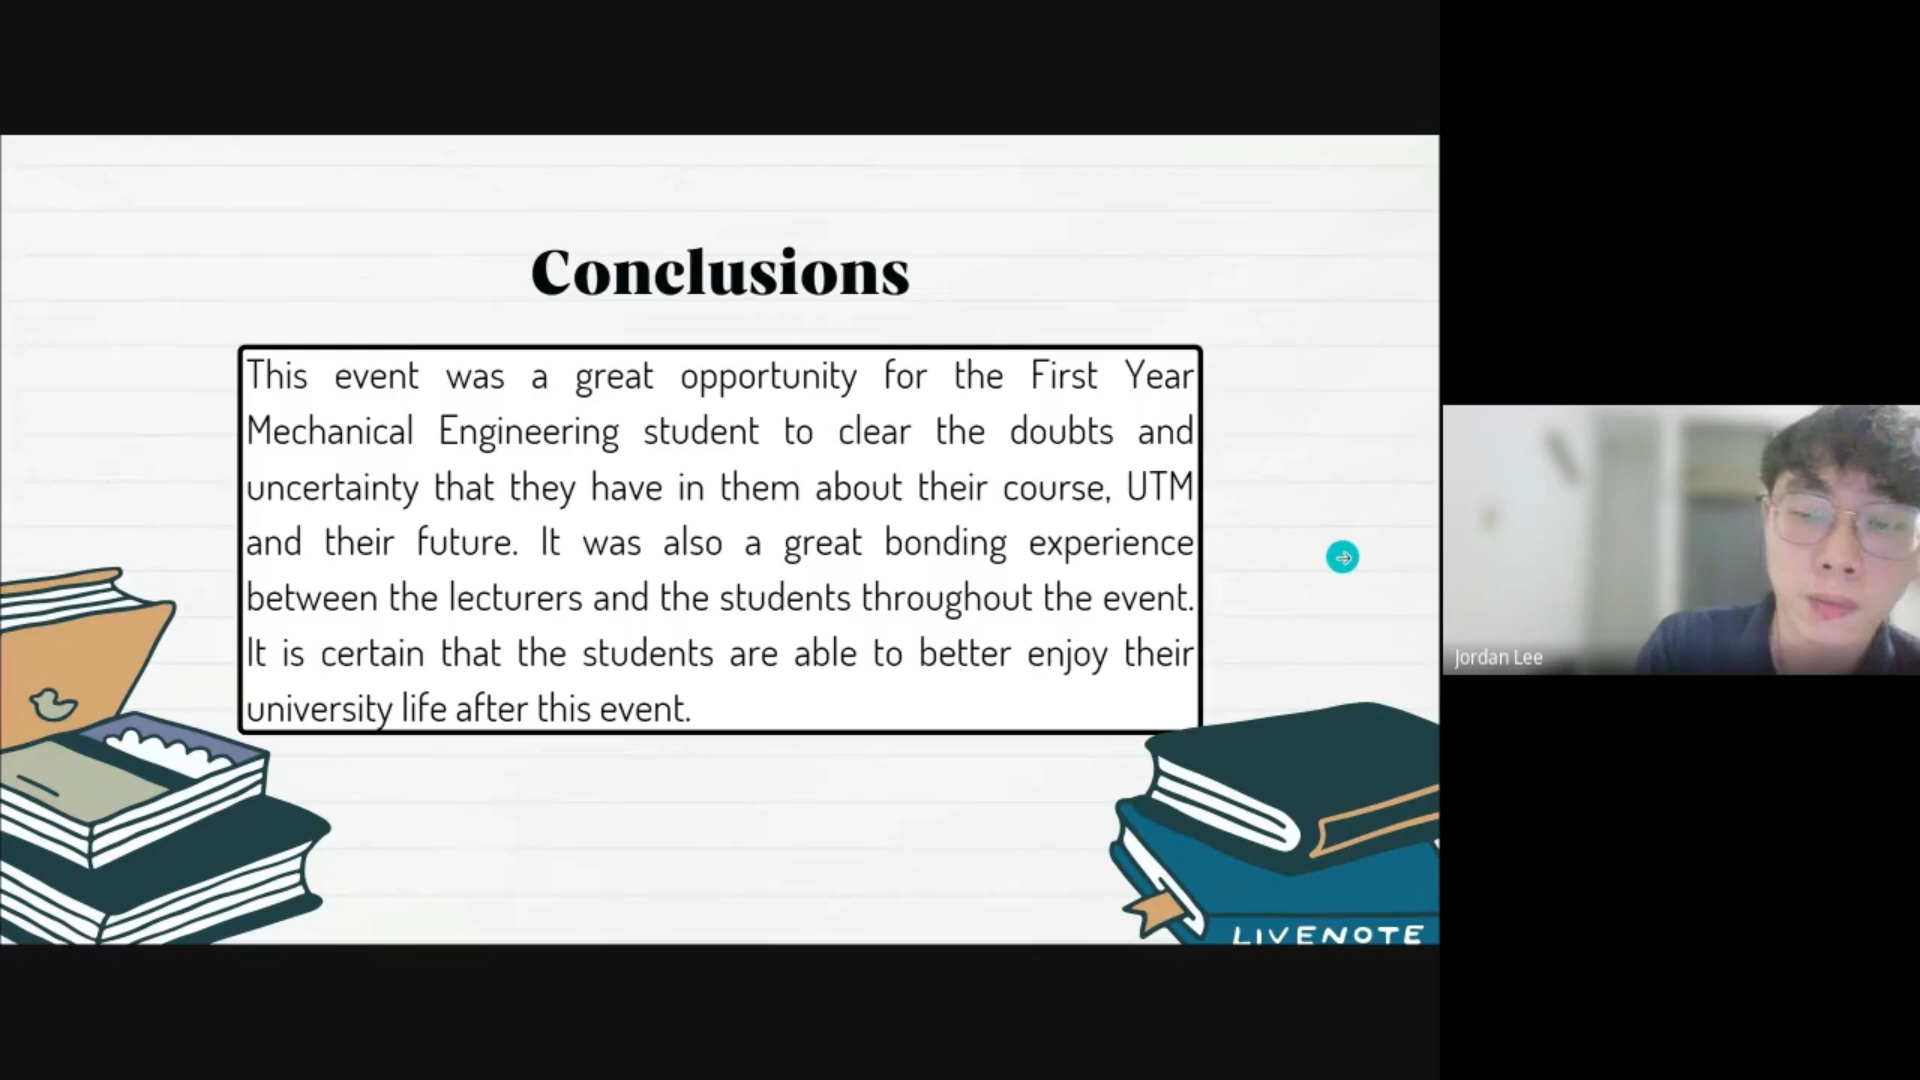 Conclusions
This event was a great opportunity for the First Year
Mechanical Engineering student to clear the doubts and
uncertainty that they have in them about their course, UTM
and their future. It was also a great bonding experience
between the lecturers and the students throughout the event.
It is certain that the students are able to better enjoy their
university life after this event.
Jordan Lee
LIVENOTE